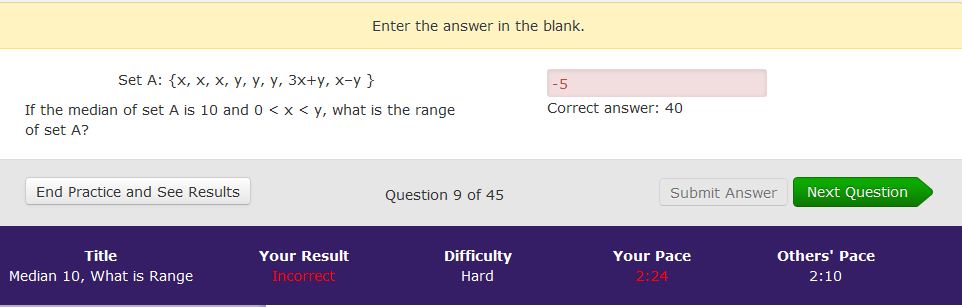 Enter the answer in the blank.
Set A: {x, x, x, y, y, y, 3x+y, x–y }
-5
If the median of set A is 10 and 0 < x < y, what is the range
of set A?
Correct answer: 40
End Practice and See Results
Question 9 of 45
Submit Answer
Next Question
Title Your Result Difficulty Your Pace Others' Pace
Median 10, What is Range Incorrect Hard 2:24 2:10